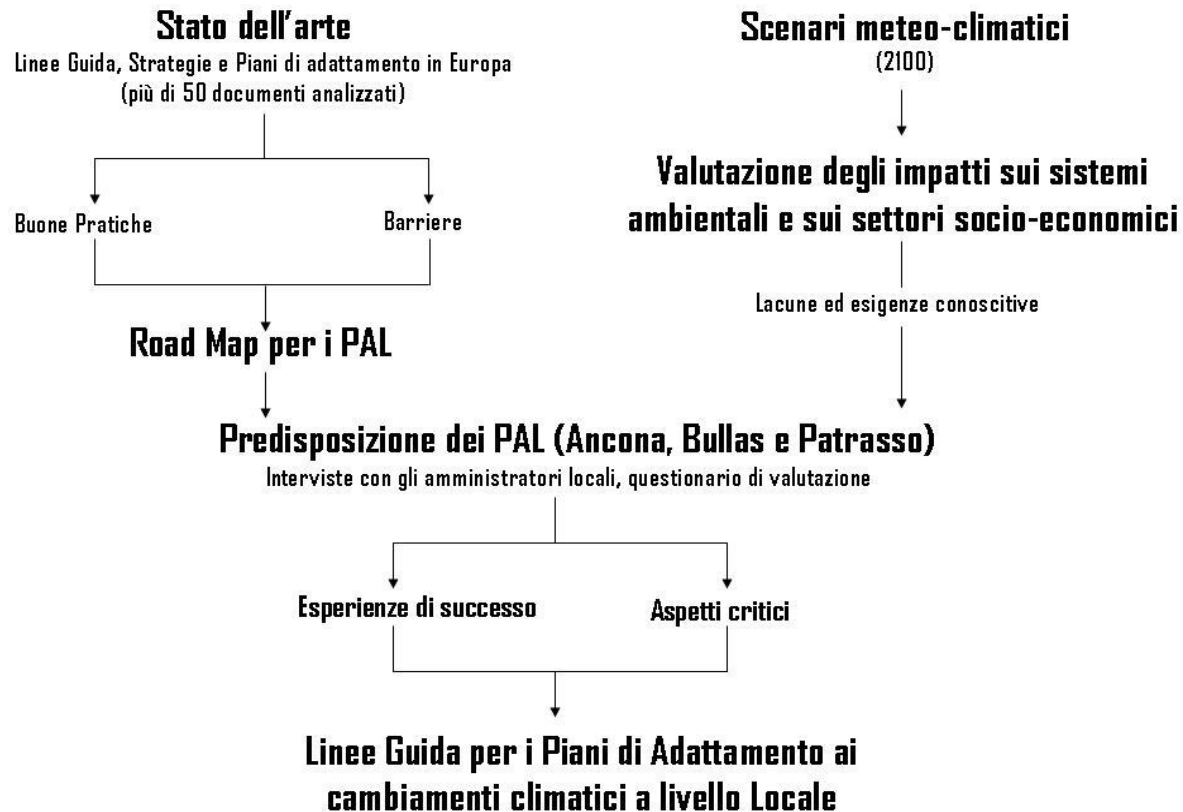 Stato dell'arte
Linee Guida, Strategie e Piani di adattamento in Europa
(più di 50 documenti analizzati)
Buone Pratiche
Barriere
Road Map per i PAL
Scenari meteo-climatici
(2100)
Valutazione degli impatti sui sistemi
ambientali e sui settori socio-economici
Lacune ed esigenze conoscitive
Predisposizione dei PAL (Ancona, Bullas e Patrasso)
Interviste con gli amministratori locali, questionario di valutazione
Esperienze di successo
Aspetti critici
Linee Guida per i Piani di Adattamento ai
cambiamenti climatici a livello Locale